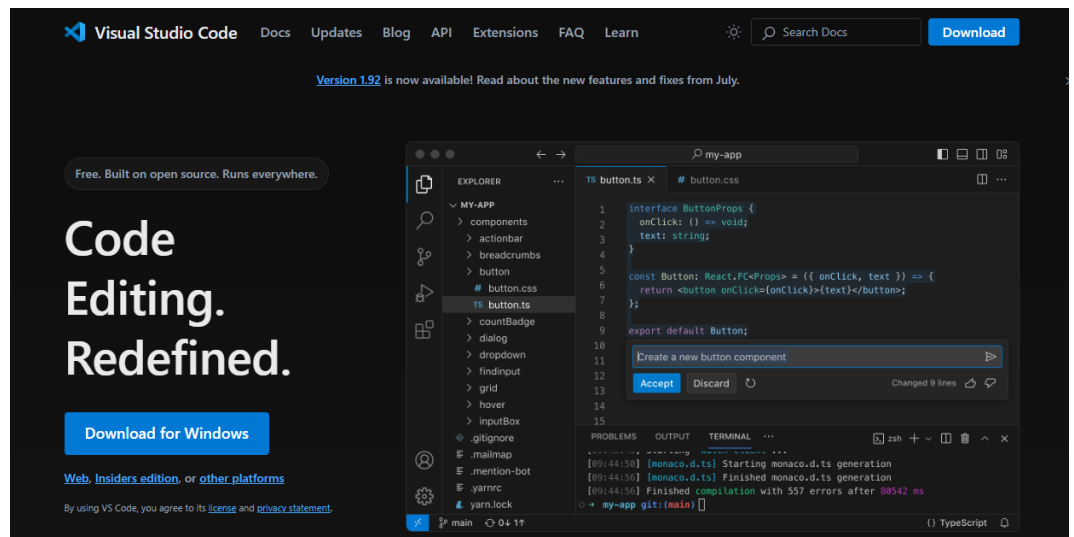 Visual Studio Code Docs Updates Blog API Extensions FAQ Learn Search Docs Download
Version 1.92 is now available! Read about the new features and fixes from July.
Free. Built on open source. Runs everywhere.
Code
Editing.
Redefined.
Download for Windows
Web, Insiders edition, or other platforms
By using VS Code, you agree to its license and privacy statement.
my-app
EXPLORER
MY-APP
components
actionbar
breadcrumbs
button
# button.css
TS button.ts
countBadge
dialog
dropdown
findinput
grid
hover
inputBox
.gitignore
.mailmap
.mention-bot
.yarnrc
yarn.lock
TS button.ts
# button.css
1 interface ButtonProps {
2 onClick: () => void;
3 text: string;
4 }
5
6 const Button: React.FC<Props> = ({ onClick, text }) => {
7 return <button onClick={onClick}>{text}</button>;
8 };
9
10 export default Button;
11
12
13
14
15
Create a new button component
Accept Discard Changed 9 lines
PROBLEMS OUTPUT TERMINAL zsh
[09:44:50] [monaco.d.ts] Starting monaco.d.ts generation
[09:44:56] [monaco.d.ts] Finished monaco.d.ts generation
[09:44:56] Finished compilation with 557 errors after 80542 ms
my-app git:(main)
main 0↓ 1↑ {} TypeScript